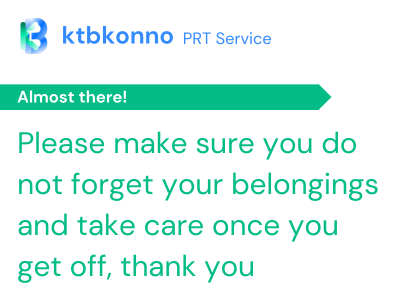 ktbkonno PRT Service
Almost there!
Please make sure you do
not forget your belongings
and take care once you
get off, thank you